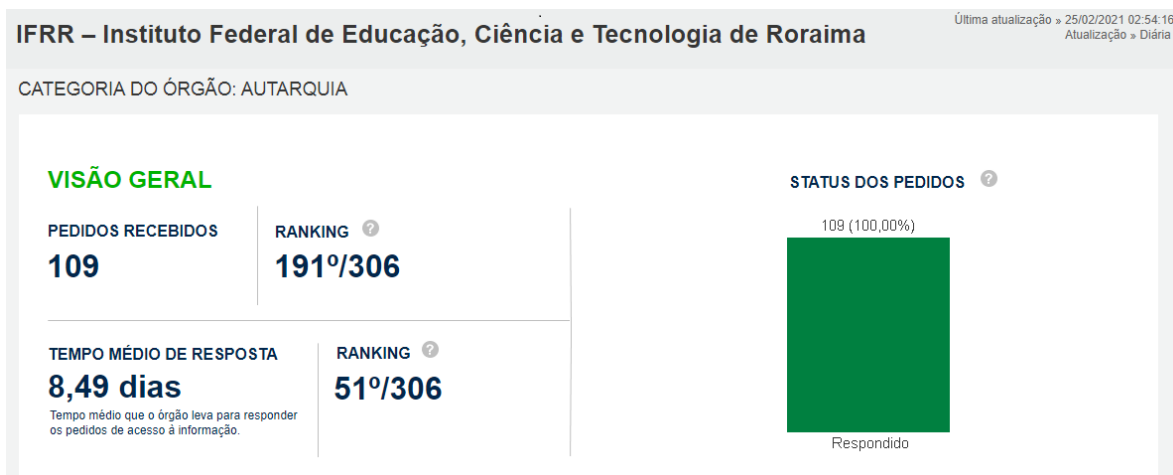 IFRR – Instituto Federal de Educação, Ciência e Tecnologia de Roraima
Última atualização » 25/02/2021 02:54:16
Atualização » Diária
CATEGORIA DO ÓRGÃO: AUTARQUIA
VISÃO GERAL
PEDIDOS RECEBIDOS
109
RANKING ?
191º/306
TEMPO MÉDIO DE RESPOSTA
8,49 dias
Tempo médio que o órgão leva para responder
os pedidos de acesso à informação.
RANKING ?
51º/306
STATUS DOS PEDIDOS ?
109 (100,00%)
Respondido